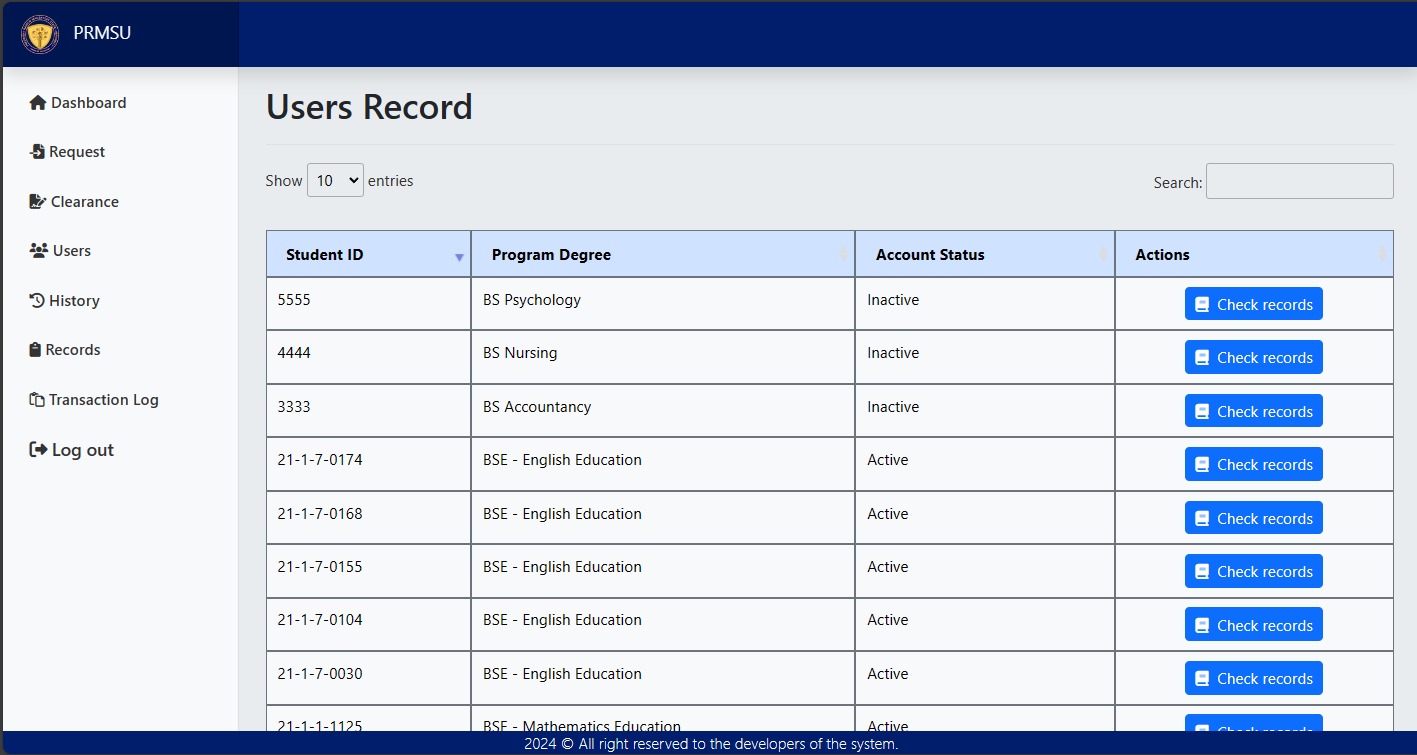 PRMSU
Dashboard
Request
Clearance
Users
History
Records
Transaction Log
Log out
Users Record
Show 10 entries
Search:
Student ID Program Degree Account Status Actions
5555 BS Psychology Inactive Check records
4444 BS Nursing Inactive Check records
3333 BS Accountancy Inactive Check records
21-1-7-0174 BSE - English Education Active Check records
21-1-7-0168 BSE - English Education Active Check records
21-1-7-0155 BSE - English Education Active Check records
21-1-7-0104 BSE - English Education Active Check records
21-1-7-0030 BSE - English Education Active Check records
21-1-1-1125 BSE - Mathematics Education Active Check records
2024 © All right reserved to the developers of the system.